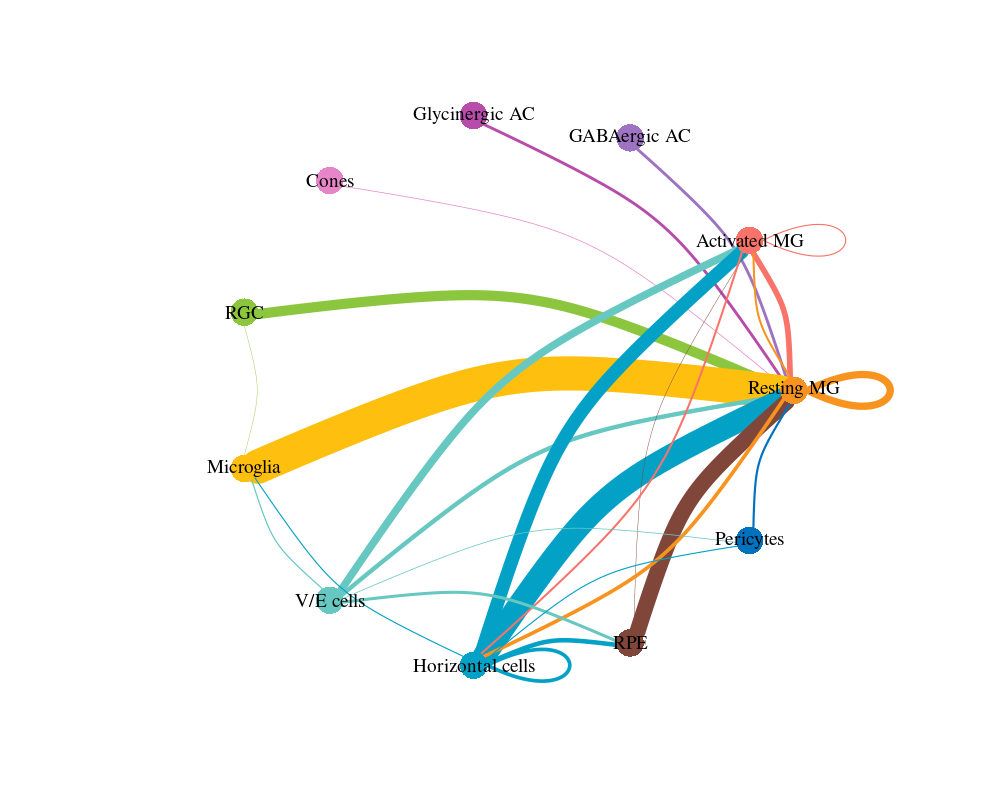 Glycinergic AC
GABAergic AC
Cones
Activated MG
RGC
Resting MG
Microglia
Pericytes
V/E cells
RPE
Horizontal cells